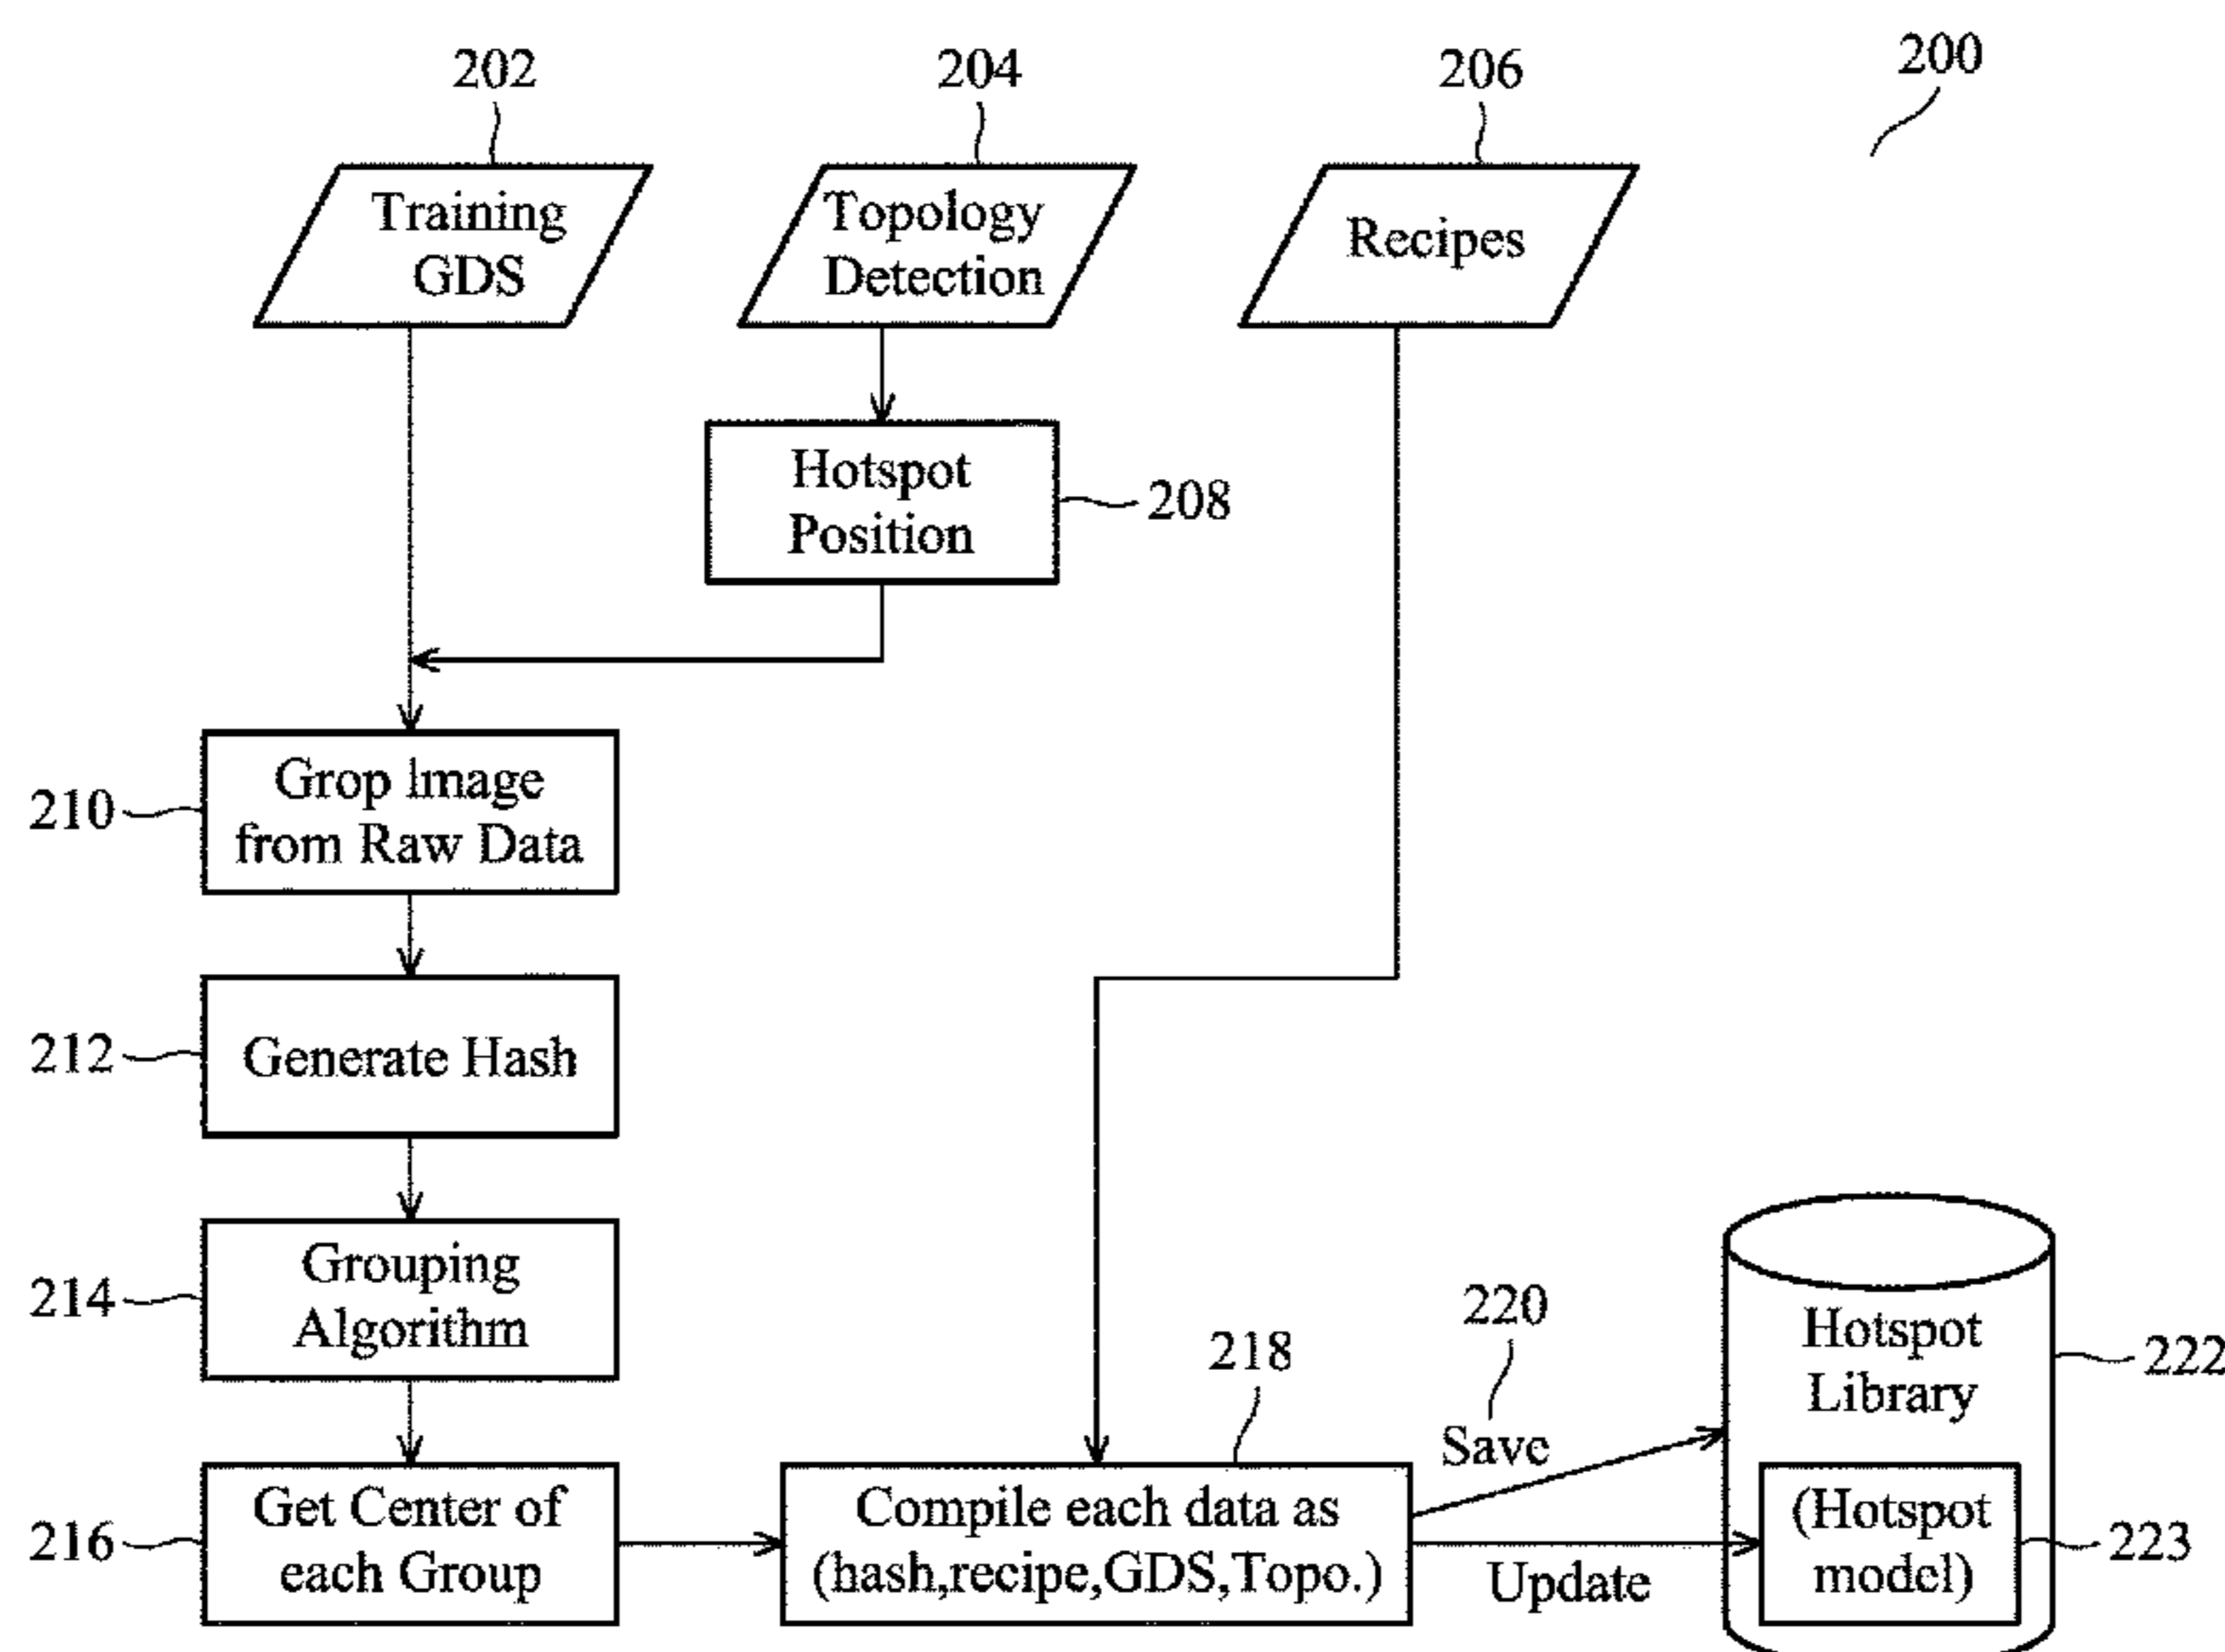 202
204
206
200
Training
GDS
Topology
Detection
Recipes
Hotspot
Position
208
210
Grop Image
from Raw Data
212
Generate Hash
214
Grouping
Algorithm
216
Get Center of
each Group
218
Compile each data as
(hash,recipe,GDS,Topo.)
220
Save
Update
Hotspot
Library
222
(Hotspot
model)
223